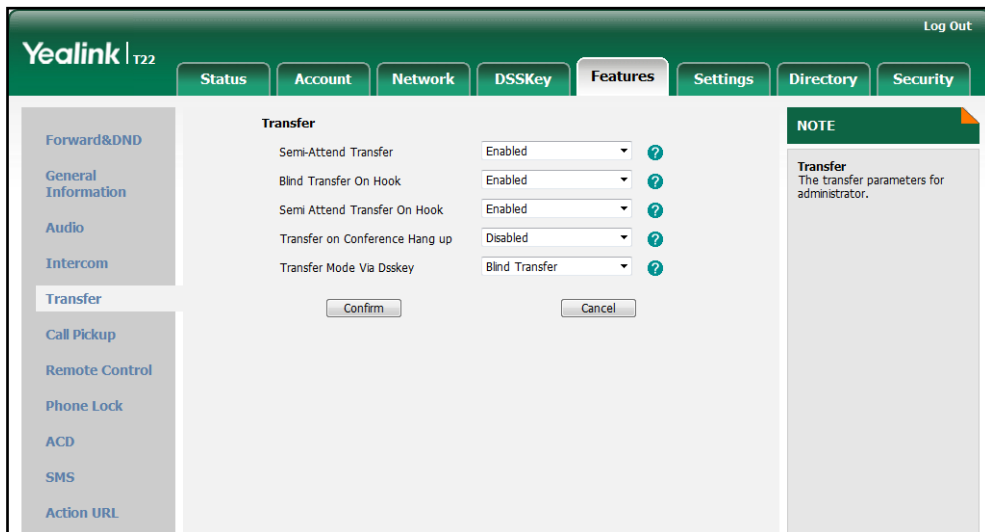 Log Out
Yealink T22
Status Account Network DSSKey Features Settings Directory Security
Forward&DND
General
Information
Audio
Intercom
Transfer
Call Pickup
Remote Control
Phone Lock
ACD
SMS
Action URL
Transfer
Semi-Attend Transfer Enabled ?
Blind Transfer On Hook Enabled ?
Semi Attend Transfer On Hook Enabled ?
Transfer on Conference Hang up Disabled ?
Transfer Mode Via Dsskey Blind Transfer ?
Confirm Cancel
NOTE
Transfer
The transfer parameters for
administrator.